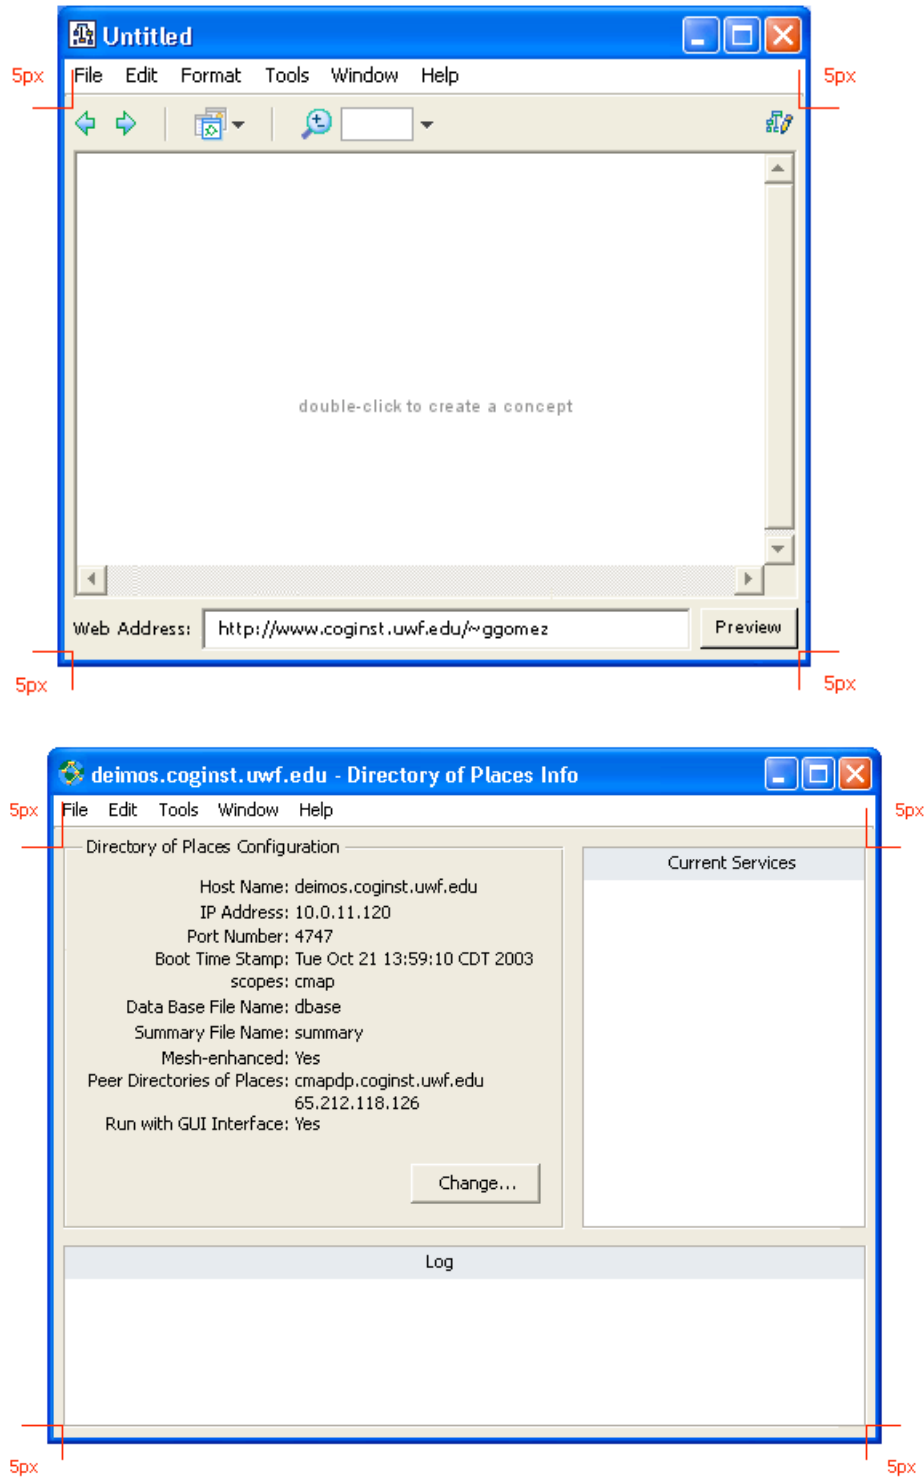 Untitled
5px File Edit Format Tools Window Help 5px
double-click to create a concept
Web Address: http://www.coginst.uwf.edu/~ggomez Preview
5px 5px
deimos.coginst.uwf.edu - Directory of Places Info
5px File Edit Tools Window Help 5px
Directory of Places Configuration
Current Services
Host Name: deimos.coginst.uwf.edu
IP Address: 10.0.11.120
Port Number: 4747
Boot Time Stamp: Tue Oct 21 13:59:10 CDT 2003
scopes: cmap
Data Base File Name: dbase
Summary File Name: summary
Mesh-enhanced: Yes
Peer Directories of Places: cmapdp.coginst.uwf.edu
65.212.118.126
Run with GUI Interface: Yes
Change...
Log
5px 5px